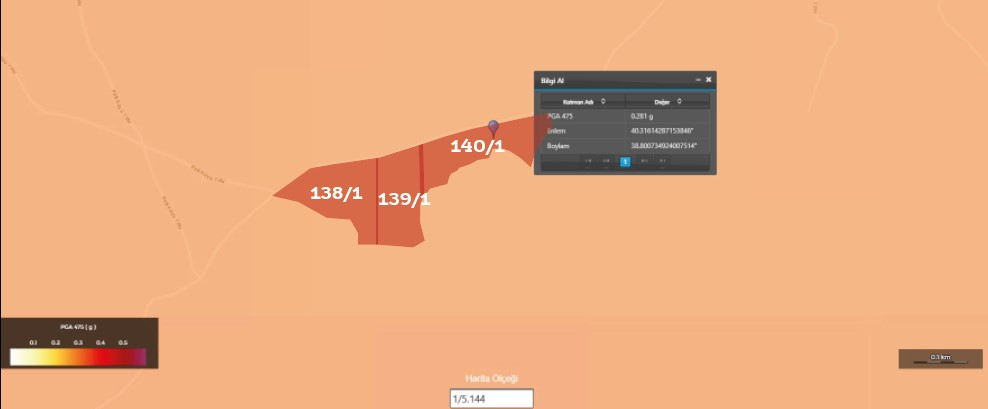 Bilgi Al
Katman Adı
Değer
PGA 475
0.281 g
Enlem
40.31614287153846°
Boylam
38.800734924007514°
1
140/1
138/1
139/1
PGA 475 ( g )
0.1 0.2 0.3 0.4 0.5
0.1 km
Harita Ölçeği
1/5.144